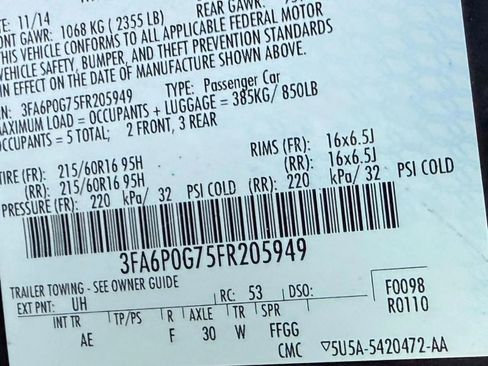 TE: 11/14 REAR GAWR:
ONT GAWR: 1068 KG ( 2355 LB)
THIS VEHICLE CONFORMS TO ALL APPLICABLE FEDERAL MOTOR
VEHICLE SAFETY, BUMPER, AND THEFT PREVENTION STANDARDS
IN EFFECT ON THE DATE OF MANUFACTURE SHOWN ABOVE.
IN: 3FA6P0G75FR205949 TYPE: Passenger Car
MAXIMUM LOAD = OCCUPANTS + LUGGAGE = 385KG/ 850LB
OCCUPANTS = 5 TOTAL; 2 FRONT, 3 REAR
TIRE (FR): 215/60R16 95H RIMS (FR): 16x6.5J
(RR): 215/60R16 95H (RR): 16x6.5J
PRESSURE (FR): 220 kPa/ 32 PSI COLD (RR): 220 kPa/ 32 PSI COLD
3FA6P0G75FR205949
TRAILER TOWING - SEE OWNER GUIDE
EXT PNT: UH RC: 53 DSO: F0098
R0110
INT TR TP/PS R AXLE TR SPR
AE F 30 W FFGG
CMC ▽5U5A-5420472-AA